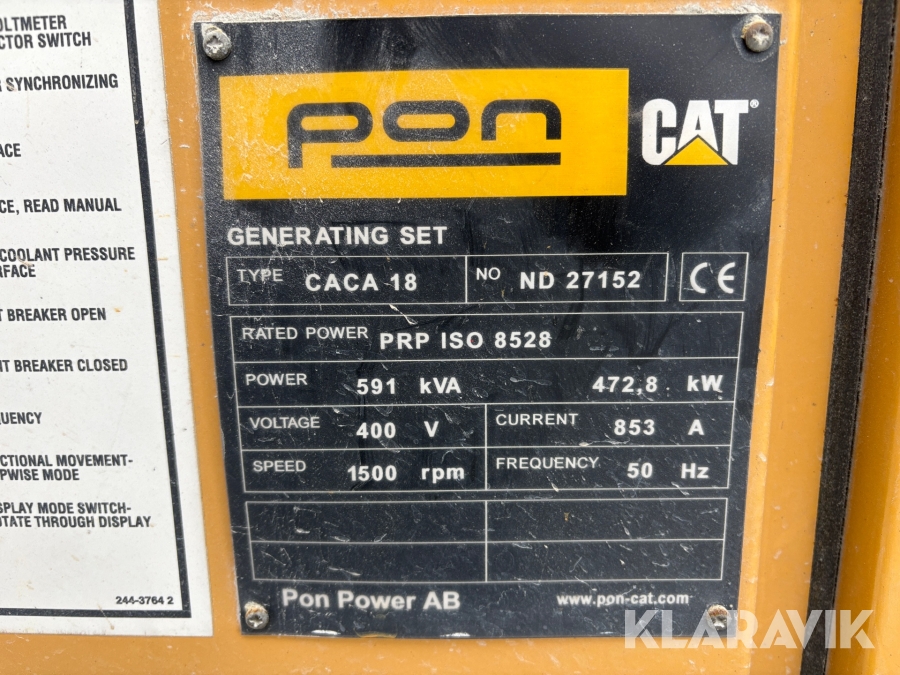 OLTMETER
CTOR SWITCH
SYNCHRONIZING
ACE
CE, READ MANUAL
COOLANT PRESSURE
RFACE
T BREAKER OPEN
IT BREAKER CLOSED
UENCY
CTIONAL MOVEMENT-
PWISE MODE
SPLAY MODE SWITCH-
OTATE THROUGH DISPLAY
244-3764 2
pon
CAT®
GENERATING SET
TYPE CACA 18 NO ND 27152 CE
RATED POWER PRP ISO 8528
POWER 591 kVA 472,8 kW
VOLTAGE 400 V CURRENT 853 A
SPEED 1500 rpm FREQUENCY 50 Hz
Pon Power AB www.pon-cat.com
KLARAVIK